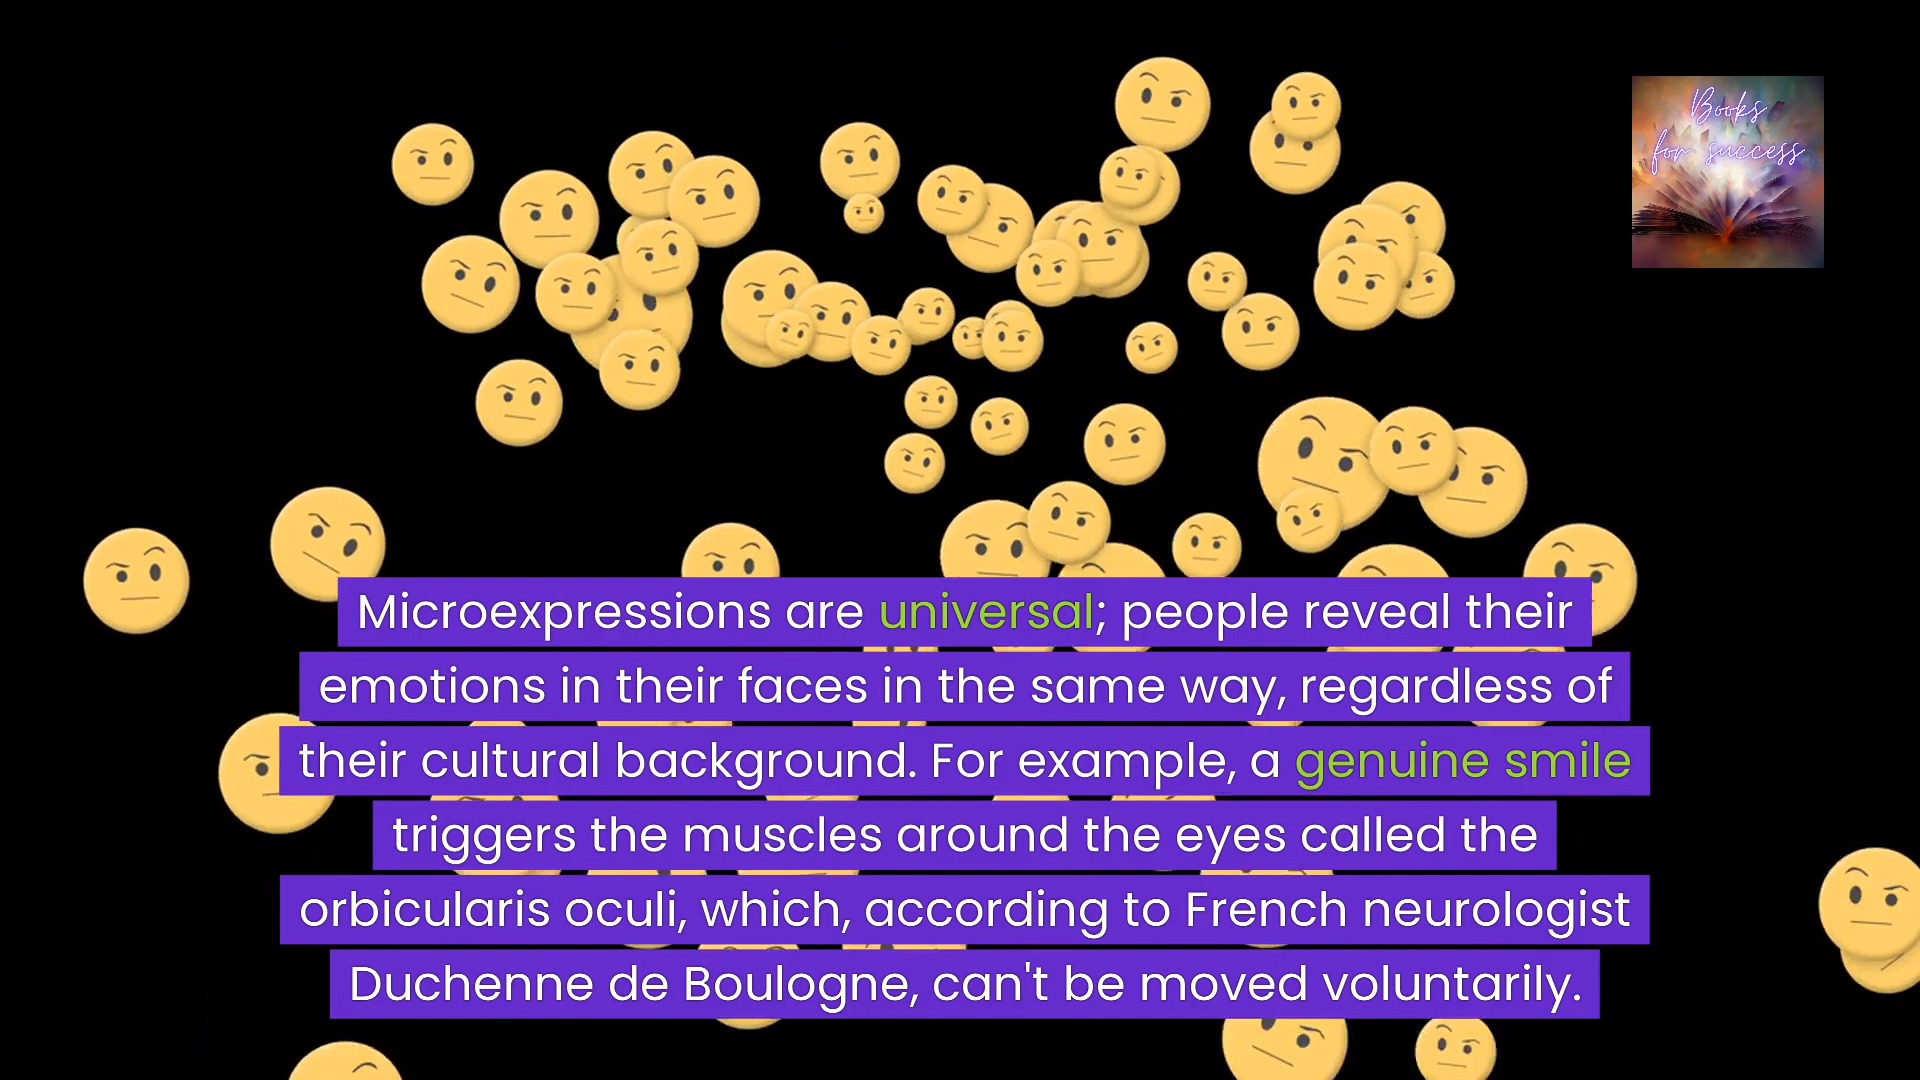 Books
for success
Microexpressions are universal; people reveal their
emotions in their faces in the same way, regardless of
their cultural background. For example, a genuine smile
triggers the muscles around the eyes called the
orbicularis oculi, which, according to French neurologist
Duchenne de Boulogne, can't be moved voluntarily.